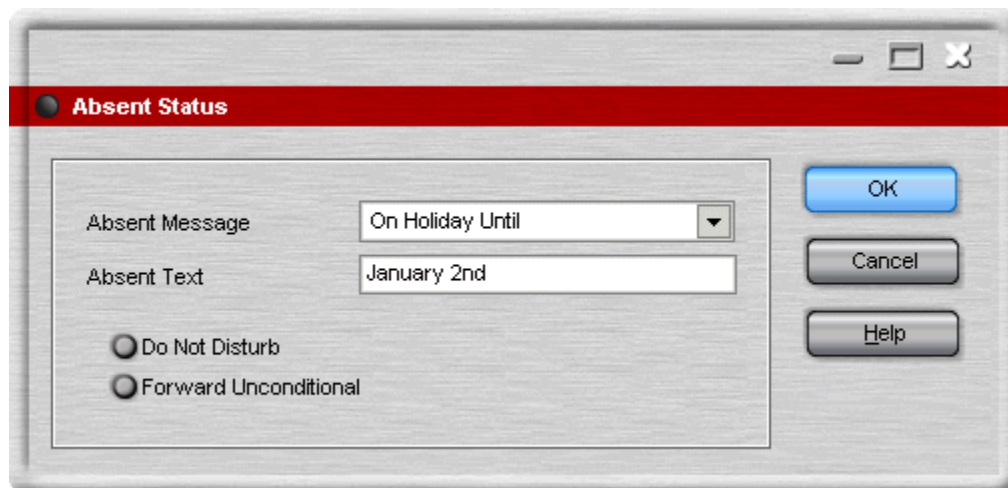 Absent Status
Absent Message On Holiday Until
Absent Text January 2nd
Do Not Disturb
Forward Unconditional
OK
Cancel
Help